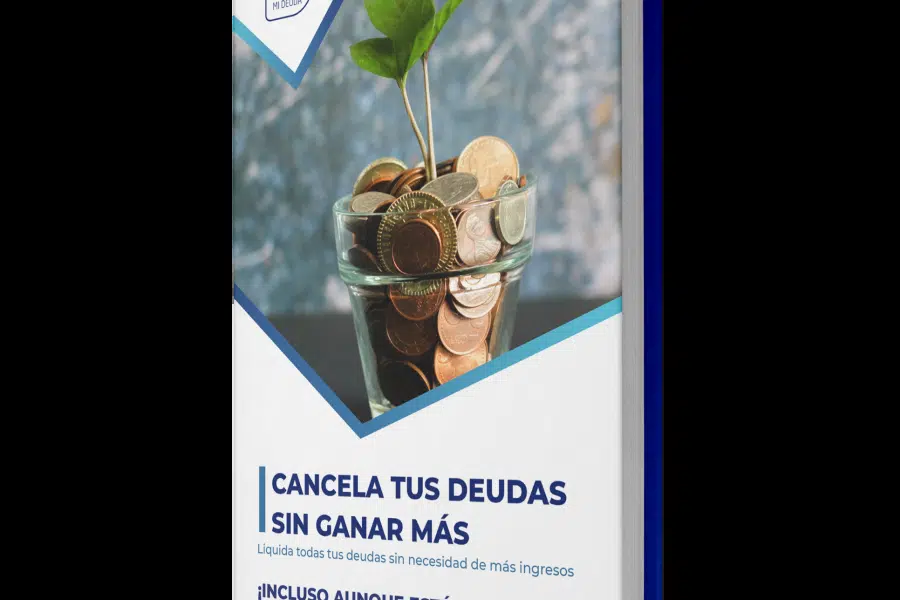 MI DEUDA
CANCELA TUS DEUDAS
SIN GANAR MÁS
Liquida todas tus deudas sin necesidad de más ingresos
¡INCLUSO AUNQUE